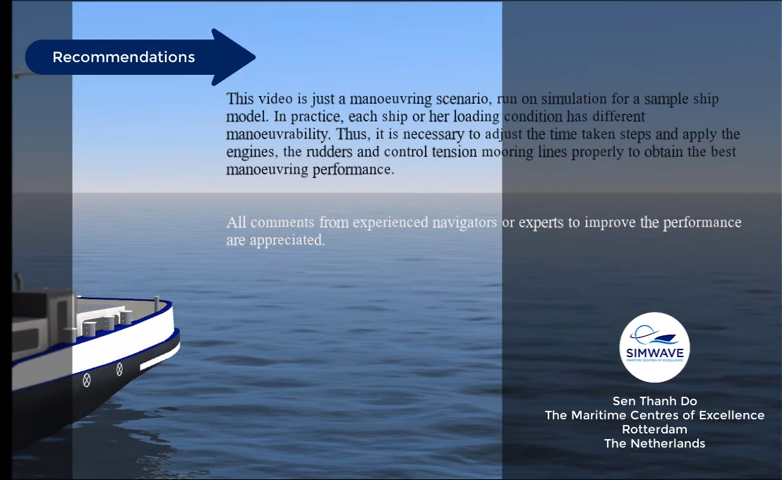 Recommendations
This video is just a manoeuvring scenario, run on simulation for a sample ship
model. In practice, each ship or her loading condition has different
manoeuvrability. Thus, it is necessary to adjust the time taken steps and apply the
engines, the rudders and control tension mooring lines properly to obtain the best
manoeuvring performance.
All comments from experienced navigators or experts to improve the performance
are appreciated.
SIMWAVE
MARITIME CENTRES OF EXCELLENCE
Sen Thanh Do
The Maritime Centres of Excellence
Rotterdam
The Netherlands